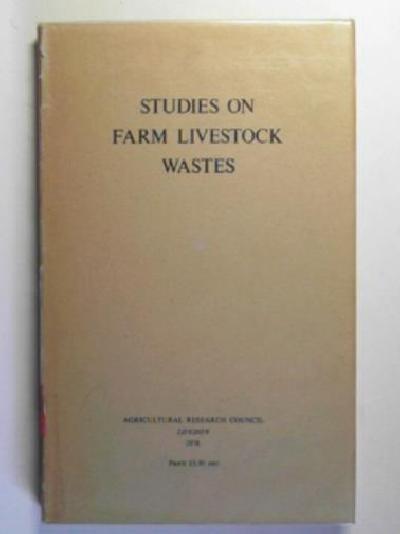 STUDIES ON
FARM LIVESTOCK
WASTES
AGRICULTURAL RESEARCH COUNCIL
LONDON